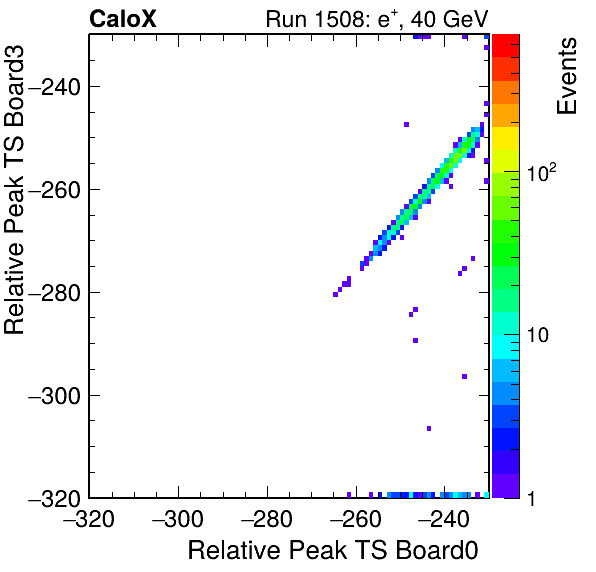 CaloX
Run 1508: e+, 40 GeV
Events
Relative Peak TS Board3
−240
−260
−280
−300
−320
10²
10
1
−320
−300
−280
−260
−240
Relative Peak TS Board0